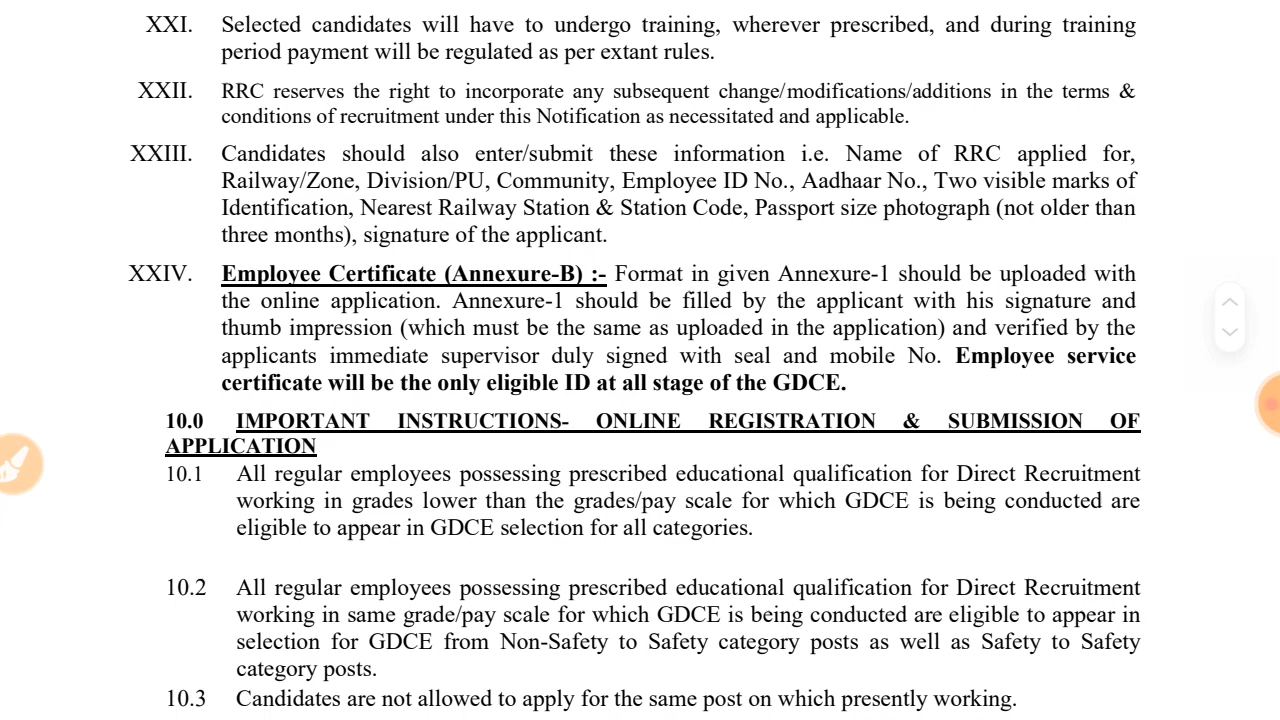 XXI. Selected candidates will have to undergo training, wherever prescribed, and during training
period payment will be regulated as per extant rules.
XXII. RRC reserves the right to incorporate any subsequent change/modifications/additions in the terms &
conditions of recruitment under this Notification as necessitated and applicable.
XXIII. Candidates should also enter/submit these information i.e. Name of RRC applied for,
Railway/Zone, Division/PU, Community, Employee ID No., Aadhaar No., Two visible marks of
Identification, Nearest Railway Station & Station Code, Passport size photograph (not older than
three months), signature of the applicant.
XXIV. Employee Certificate (Annexure-B) :- Format in given Annexure-1 should be uploaded with
the online application. Annexure-1 should be filled by the applicant with his signature and
thumb impression (which must be the same as uploaded in the application) and verified by the
applicants immediate supervisor duly signed with seal and mobile No. Employee service
certificate will be the only eligible ID at all stage of the GDCE.
10.0 IMPORTANT INSTRUCTIONS- ONLINE REGISTRATION & SUBMISSION OF
APPLICATION
10.1 All regular employees possessing prescribed educational qualification for Direct Recruitment
working in grades lower than the grades/pay scale for which GDCE is being conducted are
eligible to appear in GDCE selection for all categories.
10.2 All regular employees possessing prescribed educational qualification for Direct Recruitment
working in same grade/pay scale for which GDCE is being conducted are eligible to appear in
selection for GDCE from Non-Safety to Safety category posts as well as Safety to Safety
category posts.
10.3 Candidates are not allowed to apply for the same post on which presently working.